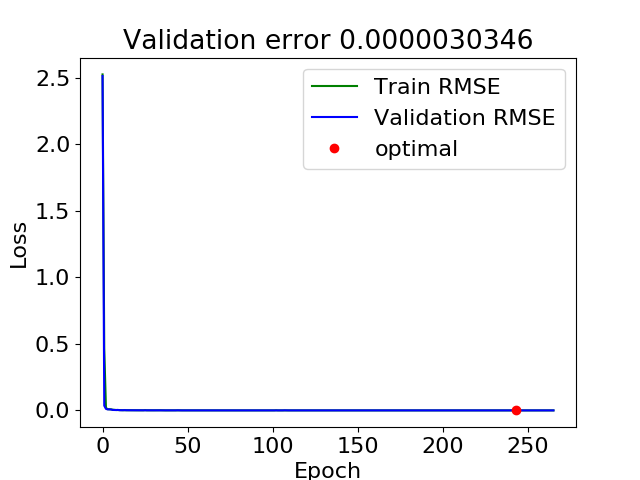 Validation error 0.0000030346
Train RMSE
Validation RMSE
optimal
Loss
2.5
2.0
1.5
1.0
0.5
0.0
0 50 100 150 200 250
Epoch